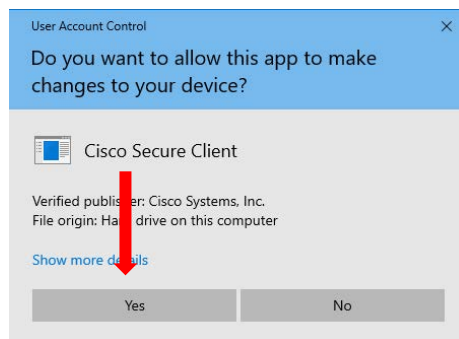 User Account Control
Do you want to allow this app to make
changes to your device?
Cisco Secure Client
Verified publisher: Cisco Systems, Inc.
File origin: Hard drive on this computer
Show more details
Yes No